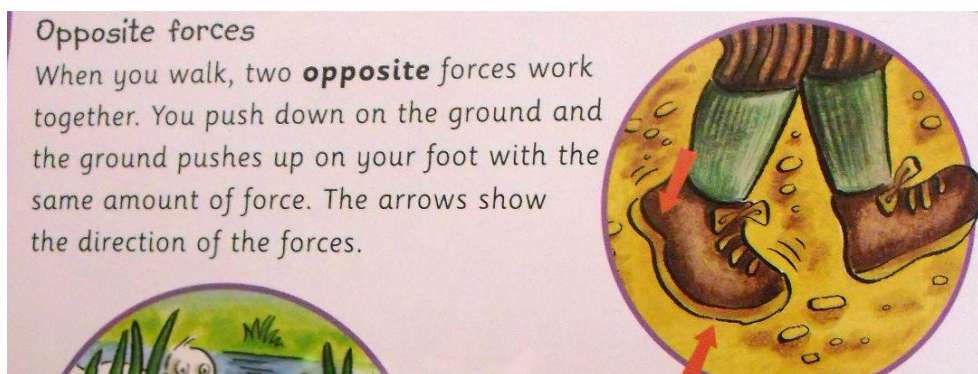 Opposite forces
When you walk, two opposite forces work
together. You push down on the ground and
the ground pushes up on your foot with the
same amount of force. The arrows show
the direction of the forces.